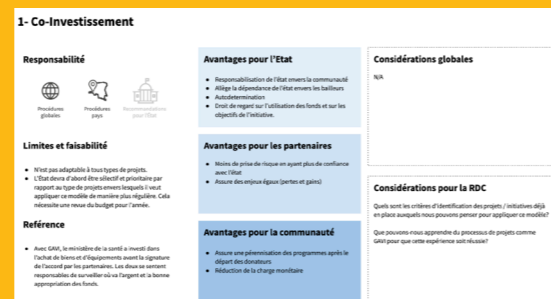 1- Co-Investissement
Responsabilité
Procédures
globales
Procédures
pays
Recommandations
pour l'État
Limites et faisabilité
● N'est pas adaptable à tous types de projets.
● L'État devra d'abord être sélectif et prioritaire par
rapport au type de projets envers lesquels il veut
appliquer ce modèle de manière plus régulière. Cela
nécessite une revue du budget pour l'année.
Référence
● Avec GAVI, le ministère de la santé a investi dans
l'achat de biens et d'équipements avant la signature
de l'accord par les partenaires. Les deux se sentent
responsables de surveiller où va l'argent et la bonne
appropriation des fonds.
Avantages pour l'Etat
● Responsabilisation de l'état envers la communauté
● Allège la dépendance de l'état envers les bailleurs
● Autodetermination
● Droit de regard sur l'utilisation des fonds et sur les
objectifs de l'initiative.
Avantages pour les partenaires
● Moins de prise de risque en ayant plus de confiance
avec l'état
● Assure des enjeux égaux (pertes et gains)
Avantages pour la communauté
● Assure une pérennisation des programmes après le
départ des donateurs
● Réduction de la charge monétaire
Considérations globales
N/A
Considérations pour la RDC
Quels sont les critères d'identification des projets / initiatives déjà
en place auxquels nous pouvons penser pour appliquer ce modèle?
Que pouvons-nous apprendre du processus de projets comme
GAVI pour que cette expérience soit réussie?